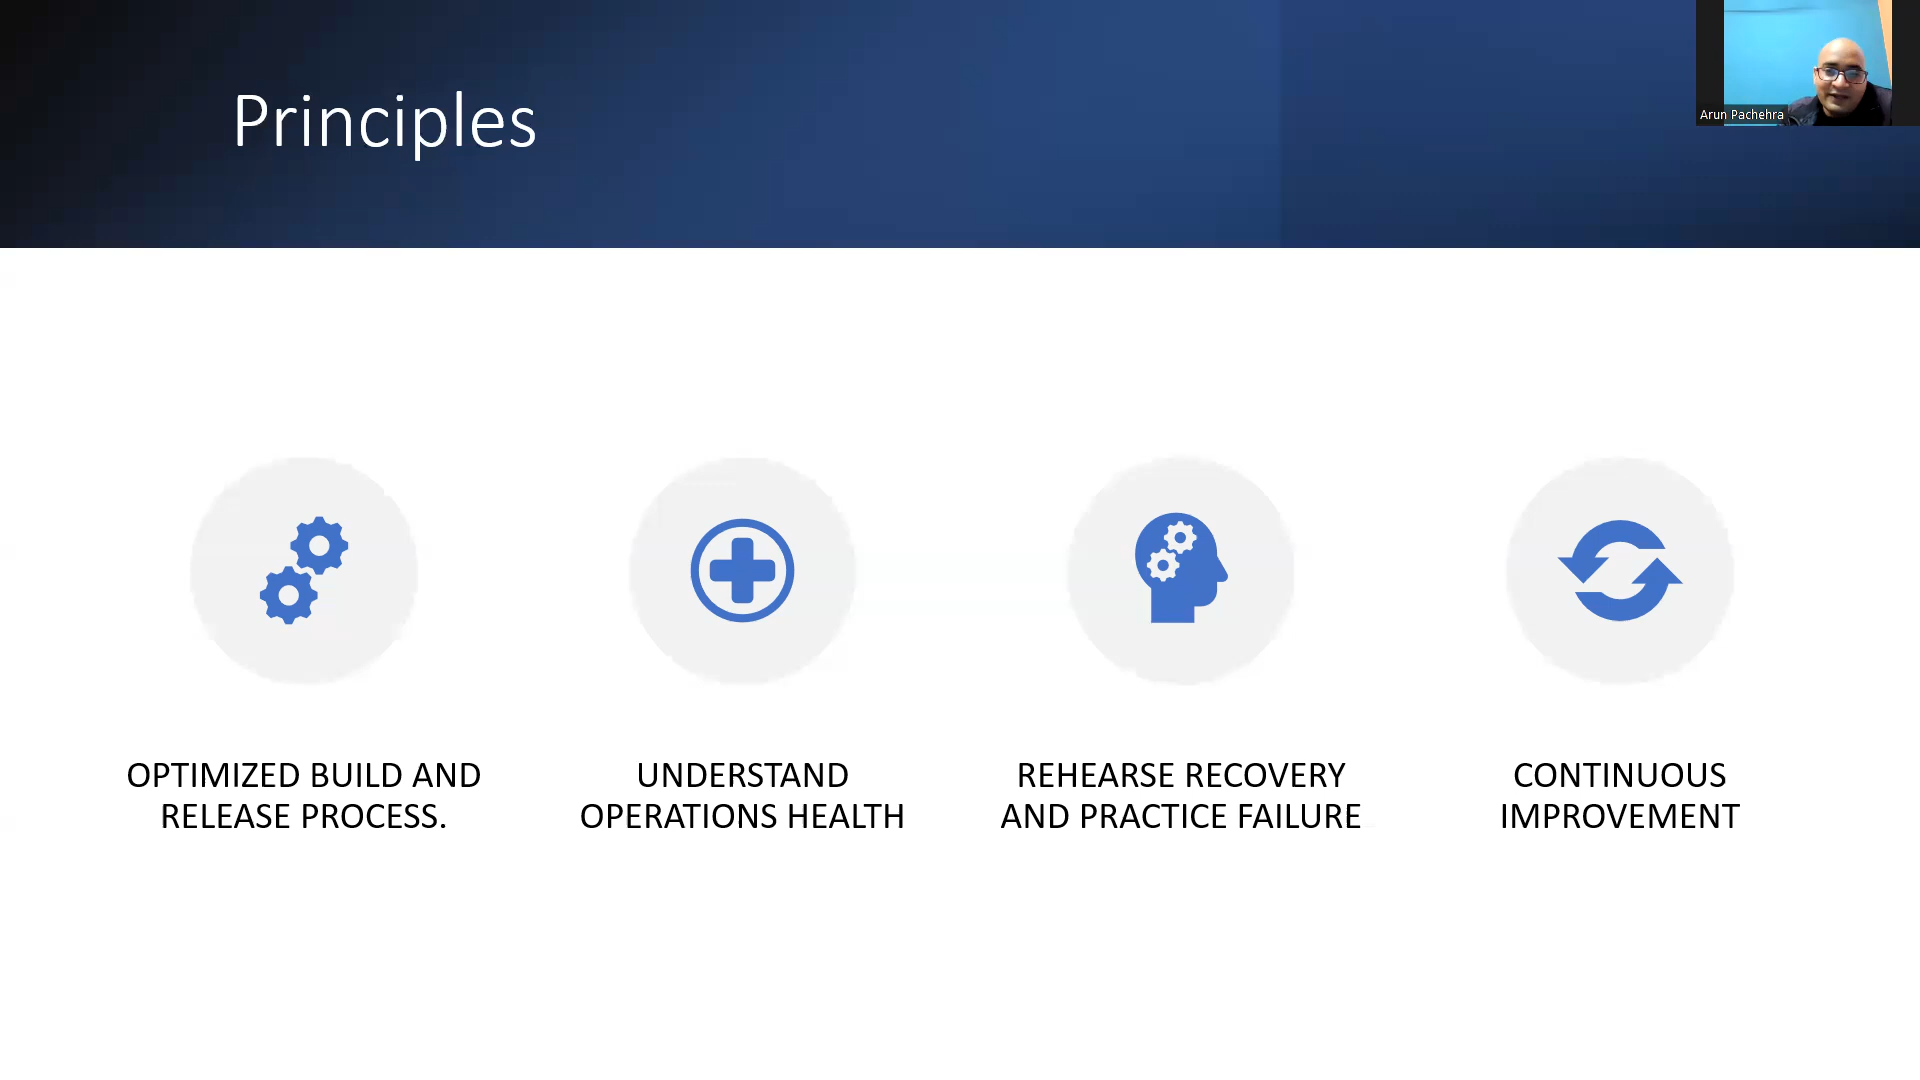 Principles
Arun Pachehra
OPTIMIZED BUILD AND
RELEASE PROCESS.
UNDERSTAND
OPERATIONS HEALTH
REHEARSE RECOVERY
AND PRACTICE FAILURE
CONTINUOUS
IMPROVEMENT